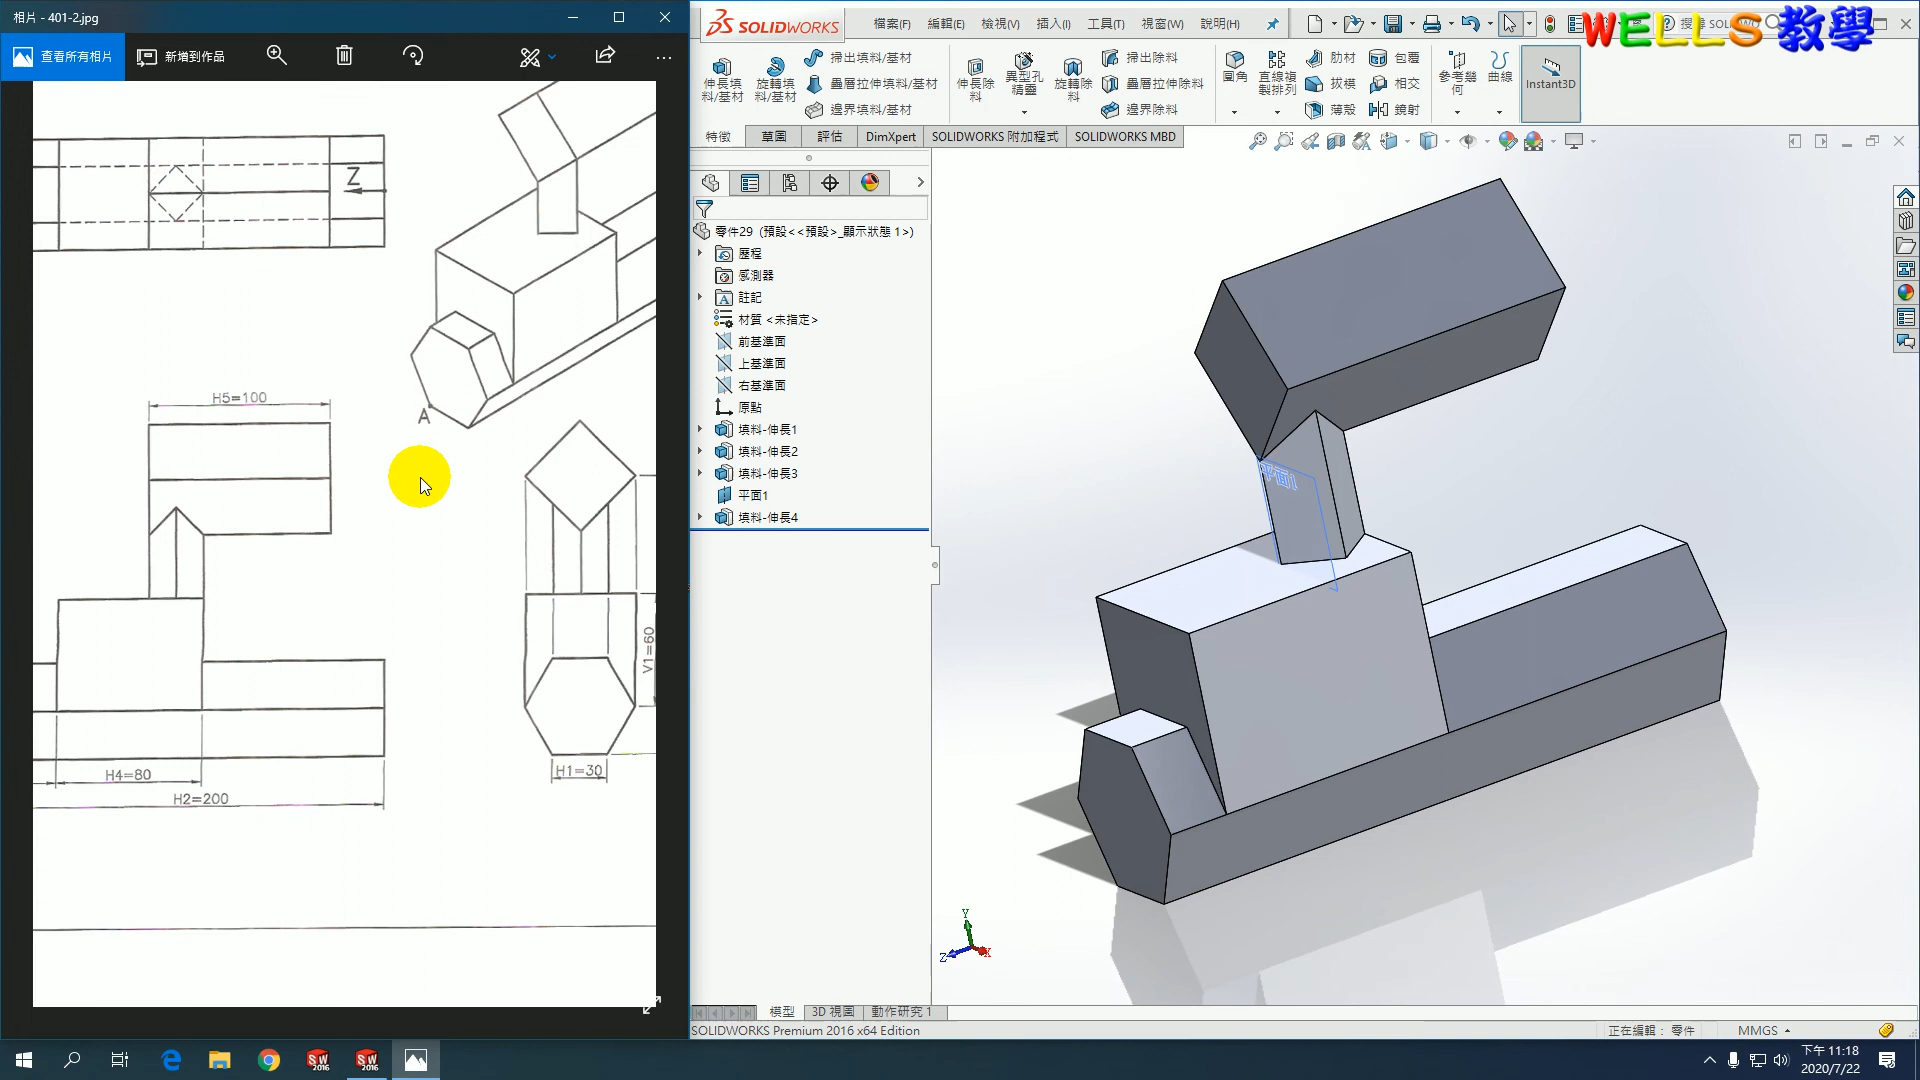 相片 - 401-2.jpg
查看所有相片
新增到作品
Z
A
H5=100
V1=60
H1=30
H4=80
H2=200
SOLIDWORKS
檔案(F)
編輯(E)
檢視(V)
插入(I)
工具(T)
視窗(W)
說明(H)
WELLS教學
伸長填料/基材
旋轉填料/基材
掃出填料/基材
疊層拉伸填料/基材
邊界填料/基材
伸長除料
異型孔精靈
旋轉除料
掃出除料
疊層拉伸除料
邊界除料
圓角
直線複製排列
肋材
拔模
薄殼
包覆
相交
鏡射
參考幾何
曲線
Instant3D
特徵
草圖
評估
DimXpert
SOLIDWORKS 附加程式
SOLIDWORKS MBD
零件29 (預設<<預設>_顯示狀態 1>)
歷程
感測器
註記
材質 <未指定>
前基準面
上基準面
右基準面
原點
填料-伸長1
填料-伸長2
填料-伸長3
平面1
填料-伸長4
平面1
Y
Z
X
模型
3D 視圖
動作研究 1
SOLIDWORKS Premium 2016 x64 Edition
正在編輯： 零件
MMGS
下午 11:18
2020/7/22